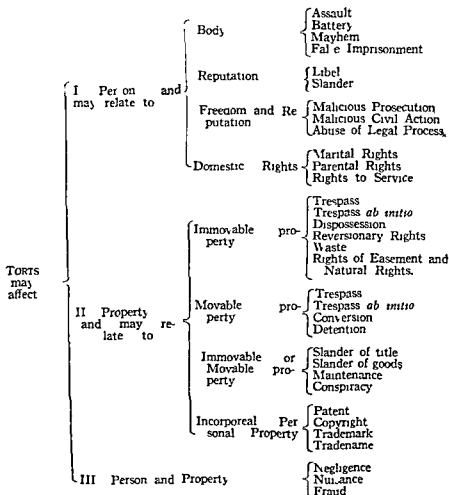 Assault
Battery
Body
Mayhem
Fal e Imprisonment
Reputation
Libel
Slander
I Per on and
may relate to
Freedom and Re
putation
Malicious Prosecution
Malicious Civil Action
Abuse of Legal Process.
Domestic Rights
Marital Rights
Parental Rights
Rights to Service
Immovable pro-
perty
Trespass
Trespass ab initio
Dispossession
Reversionary Rights
Waste
Rights of Easement and
Natural Rights.
TORTS
may
affect
II Property
and may re-
late to
Movable pro-
perty
Trespass
Trespass ab initio
Conversion
Detention
Immovable or
Movable pro-
perty
Slander of title
Slander of goods
Maintenance
Conspiracy
Incorporeal Per
sonal Property
Patent
Copyright
Trademark
Tradename
III Person and Property
Negligence
Nuisance
Fraud